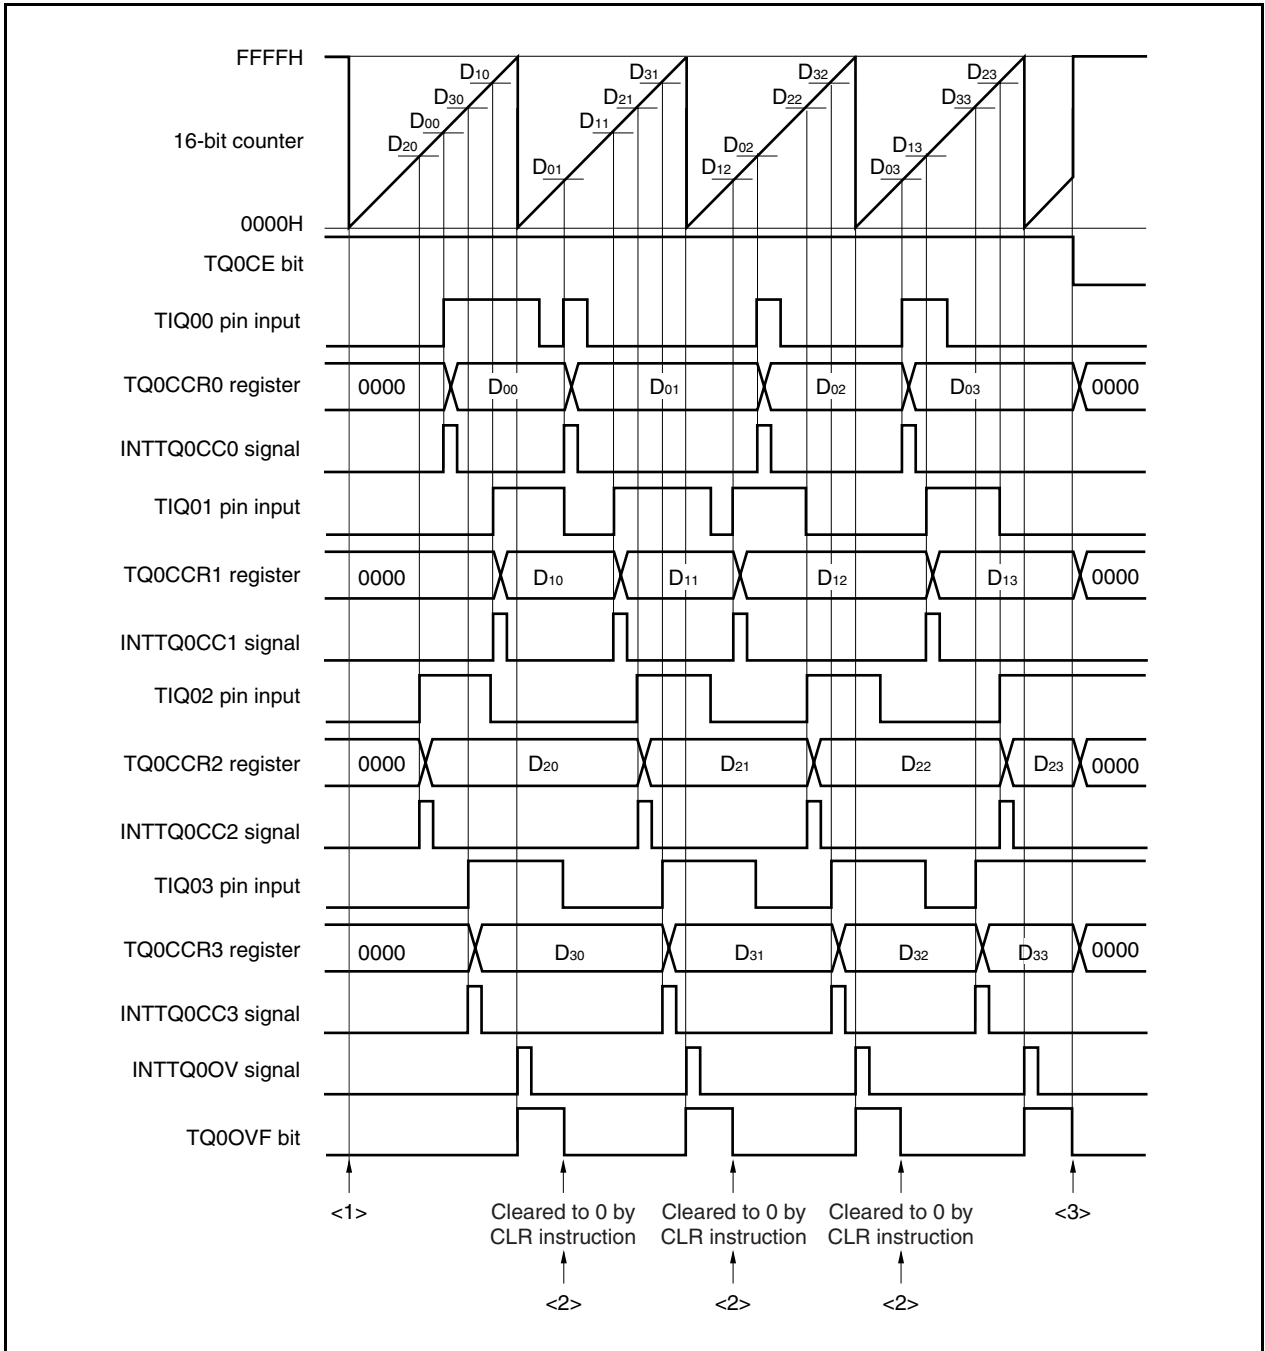 FFFFH
D10 D31 D32 D23
D30 D21 D22 D33
D00 D11
16-bit counter D20 D02 D13
D01 D12 D03
0000H
TQ0CE bit
TIQ00 pin input
TQ0CCR0 register 0000 D00 D01 D02 D03 0000
INTTQ0CC0 signal
TIQ01 pin input
TQ0CCR1 register 0000 D10 D11 D12 D13 0000
INTTQ0CC1 signal
TIQ02 pin input
TQ0CCR2 register 0000 D20 D21 D22 D23 0000
INTTQ0CC2 signal
TIQ03 pin input
TQ0CCR3 register 0000 D30 D31 D32 D33 0000
INTTQ0CC3 signal
INTTQ0OV signal
TQ0OVF bit
<1> Cleared to 0 by Cleared to 0 by Cleared to 0 by <3>
CLR instruction CLR instruction CLR instruction
<2> <2> <2>